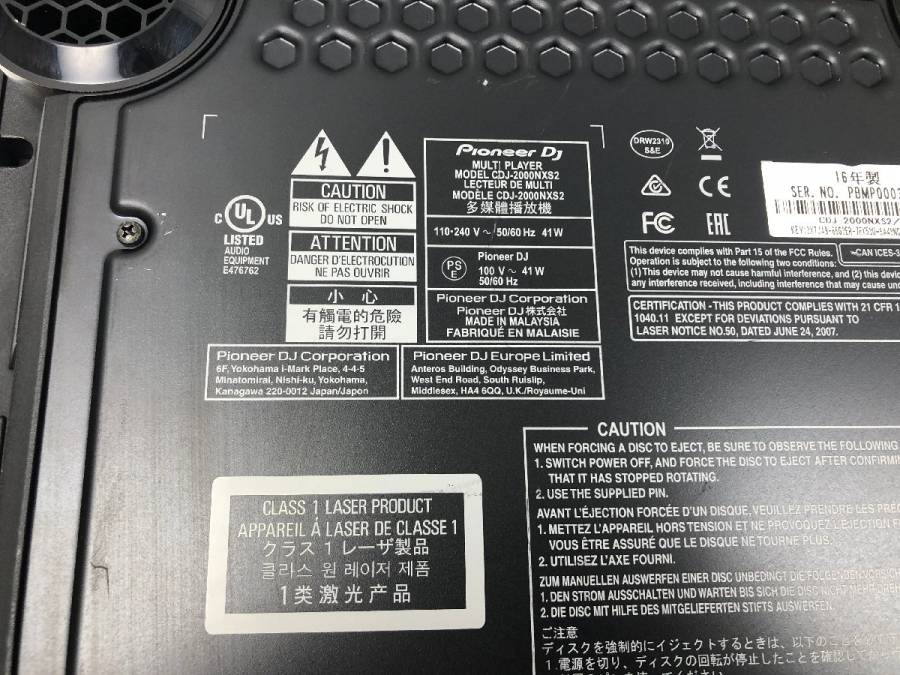 Pioneer Dj
MULTI PLAYER
MODEL CDJ-2000NXS2
LECTEUR DE MULTI
MODÈLE CDJ-2000NXS2
多媒體播放機
110-240 V ~ 50/60 Hz 41 W
PS
E
Pioneer DJ
100 V ~ 41 W
50/60 Hz
Pioneer DJ Corporation
Pioneer DJ株式会社
MADE IN MALAYSIA
FABRIQUÉ EN MALAISIE
CAUTION
RISK OF ELECTRIC SHOCK
DO NOT OPEN
ATTENTION
DANGER D'ELECTROCUTION
NE PAS OUVRIR
小 心
有觸電的危險
請勿打開
C UL US
LISTED
AUDIO
EQUIPMENT
E476762
Pioneer DJ Corporation
6F, Yokohama i-Mark Place, 4-4-5
Minatomirai, Nishi-ku, Yokohama,
Kanagawa 220-0012 Japan/Japon
Pioneer DJ Europe Limited
Anteros Building, Odyssey Business Park,
West End Road, South Ruislip,
Middlesex, HA4 6QQ, U.K./Royaume-Uni
DRW2319
S&E
CE
FC
EAC
16年製
SER. NO. PBMP000
CDJ-2000NXS2/
This device complies with Part 15 of the FCC Rules.
Operation is subject to the following two conditions:
(1) This device may not cause harmful interference, and (2) this devi
any interference received, including interference that may cause und
CAN ICES-3
CERTIFICATION - THIS PRODUCT COMPLIES WITH 21 CFR 1
1040.11 EXCEPT FOR DEVIATIONS PURSUANT TO
LASER NOTICE NO.50, DATED JUNE 24, 2007.
CLASS 1 LASER PRODUCT
APPAREIL À LASER DE CLASSE 1
クラス 1 レーザ製品
클라스 원 레이저 제품
1类激光产品
CAUTION
WHEN FORCING A DISC TO EJECT, BE SURE TO OBSERVE THE FOLLOWING
1. SWITCH POWER OFF, AND FORCE THE DISC TO EJECT AFTER CONFIRMI
THAT IT HAS STOPPED ROTATING.
2. USE THE SUPPLIED PIN.
AVANT L'ÉJECTION FORCÉE D'UN DISQUE, VEUILLEZ PRENDRE LES PRÉC
1. METTEZ L'APPAREIL HORS TENSION ET NE PROVOQUEZ L'ÉJECTION F
VOUS ÊTRE ASSURÉ QUE LE DISQUE NE TOURNE PLUS.
2. UTILISEZ L'AXE FOURNI.
ZUM MANUELLEN AUSWERFEN EINER DISC UNBEDINGT DIE FOLGENDEN VORSICH
1. DEN STROM AUSSCHALTEN UND WARTEN BIS SICH DIE DISC NICHT MEHR DREH
2. DIE DISC MIT HILFE DES MITGELIEFERTEN STIFTS AUSWERFEN.
ご注意
ディスクを強制的にイジェクトするときは、以下の
1. 電源を切り、ディスクの回転が停止したことを確認して